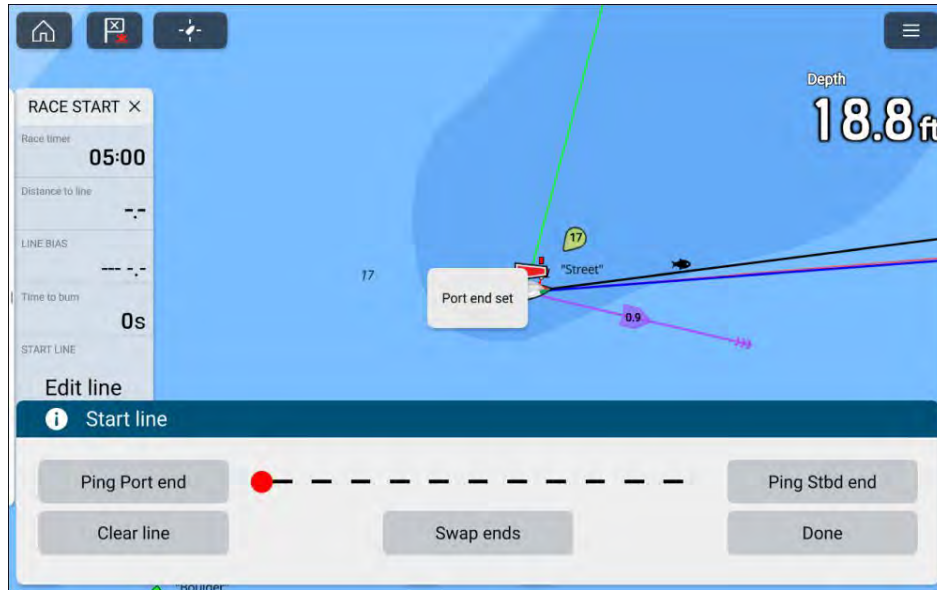 Depth
18.8 ft
RACE START ×
Race timer
05:00
Distance to line
-.-
LINE BIAS
--- -.-
Time to burn
0s
START LINE
Edit line
17
17
"Street"
Port end set
0.9
Start line
Ping Port end
Ping Stbd end
Clear line
Swap ends
Done
"Boulder"